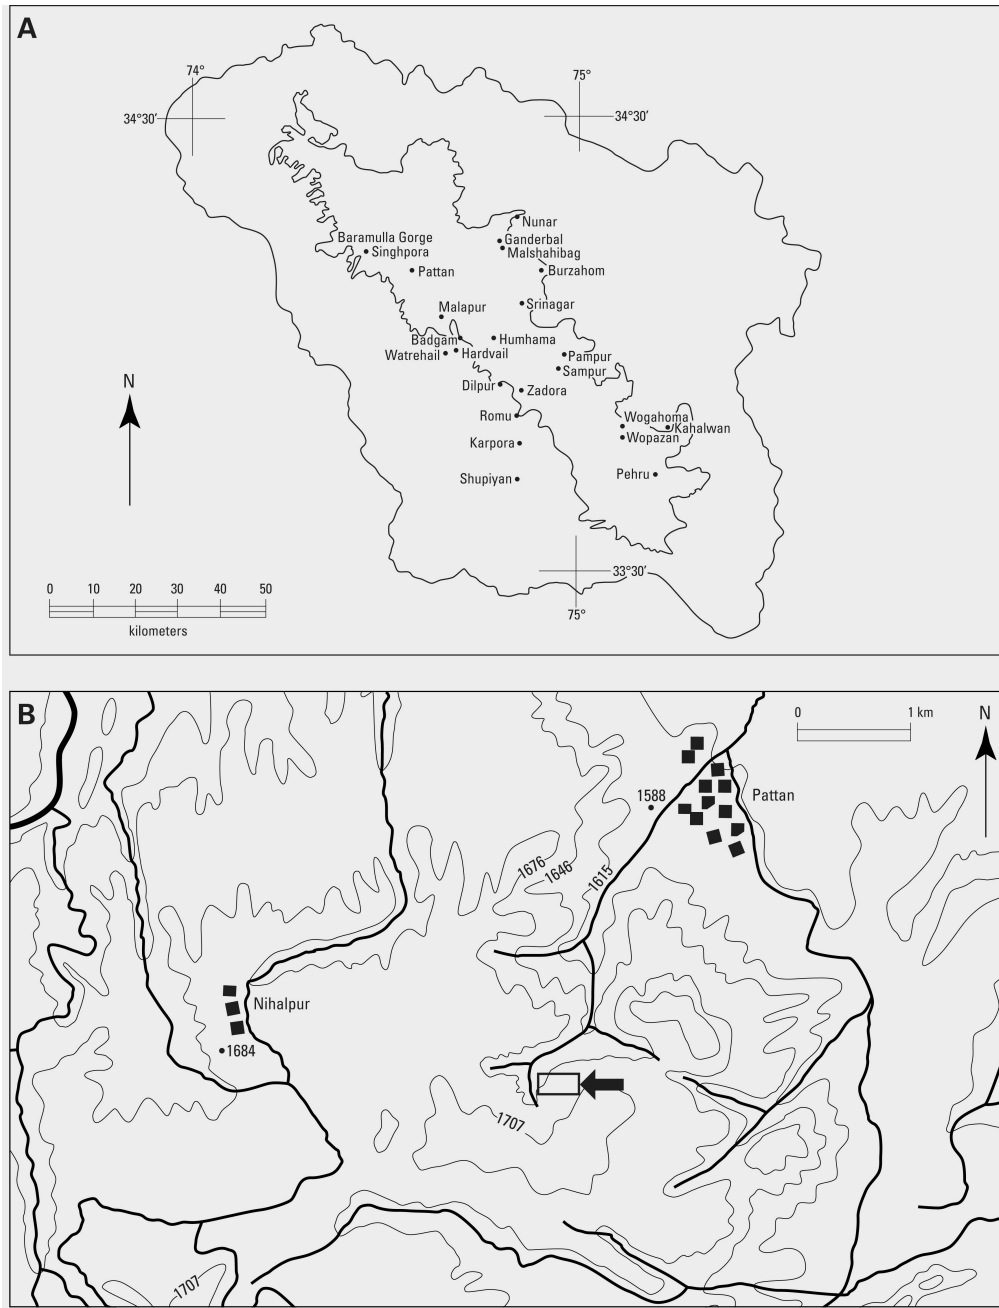 A
74°
75°
34°30′
34°30′
Nunar
Baramulla Gorge
Ganderbal
Singhpora
Malshahibag
Pattan
Burzahom
Malapur
Srinagar
Badgam
Humhama
Watrehail
Hardvail
Pampur
Sampur
Dilpur
Zadora
N
Romu
Wogahoma
Kahalwan
Karpora
Wopazan
Shupiyan
Pehru
33°30′
75°
0 10 20 30 40 50
kilometers
B
0 1 km
N
1588
Pattan
1676
1646
1615
Nihalpur
1684
1707
1707